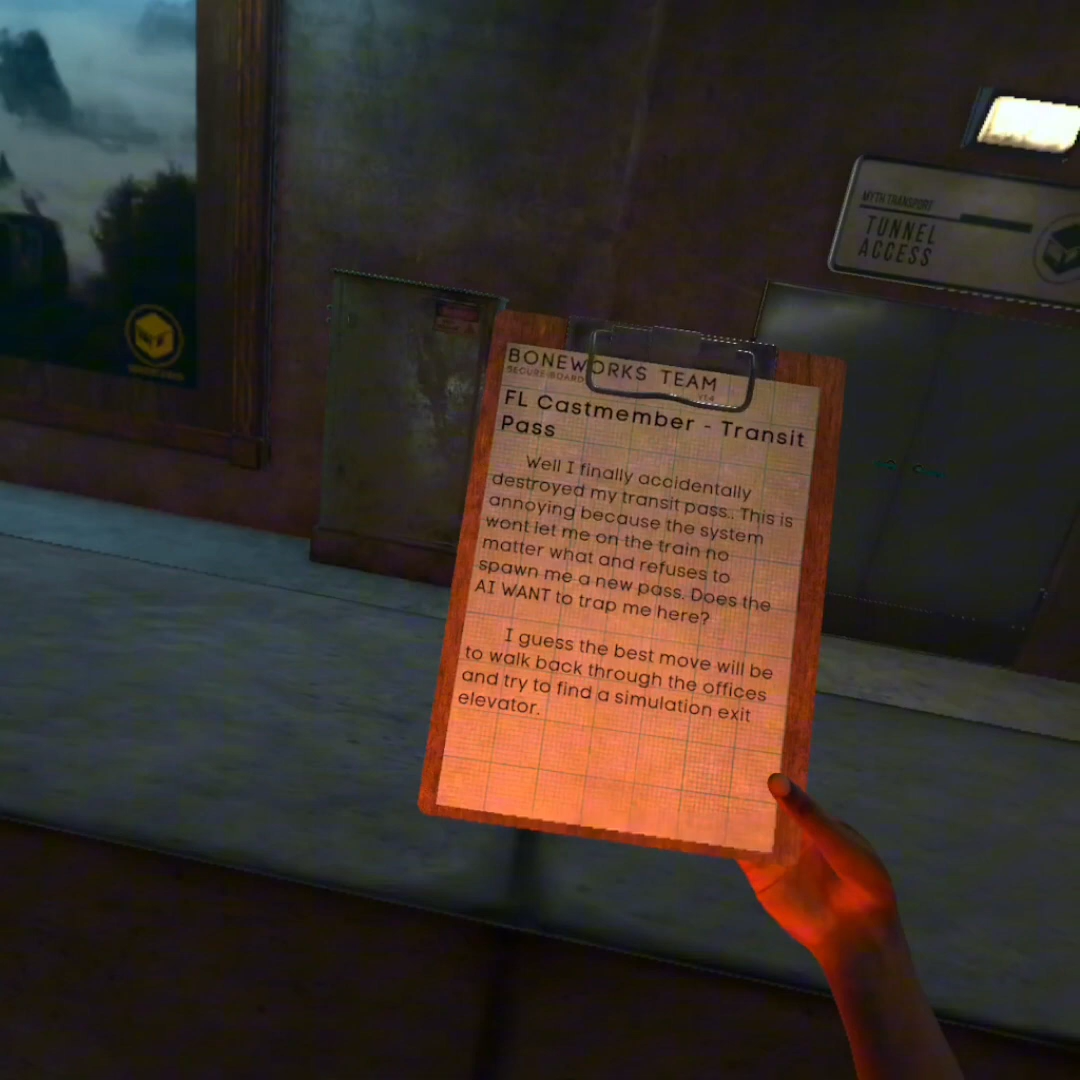 MYTH TRANSPORT
TUNNEL
ACCESS
BONEWORKS TEAM
SECURE BOARD
FL Castmember - Transit
Pass
Well I finally accidentally
destroyed my transit pass.. This is
annoying because the system
wont let me on the train no
matter what and refuses to
spawn me a new pass. Does the
AI WANT to trap me here?
I guess the best move will be
to walk back through the offices
and try to find a simulation exit
elevator.